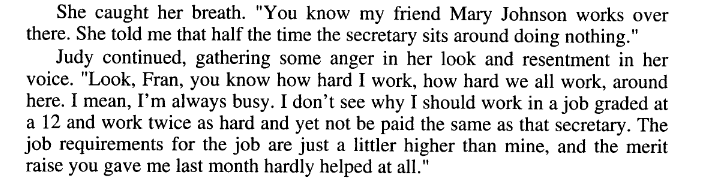 She caught her breath. "You know my friend Mary Johnson works over
there. She told me that half the time the secretary sits around doing nothing."
Judy continued, gathering some anger in her look and resentment in her
voice. "Look, Fran, you know how hard I work, how hard we all work, around
here. I mean, I'm always busy. I don't see why I should work in a job graded at
a 12 and work twice as hard and yet not be paid the same as that secretary. The
job requirements for the job are just a littler higher than mine, and the merit
raise you gave me last month hardly helped at all."